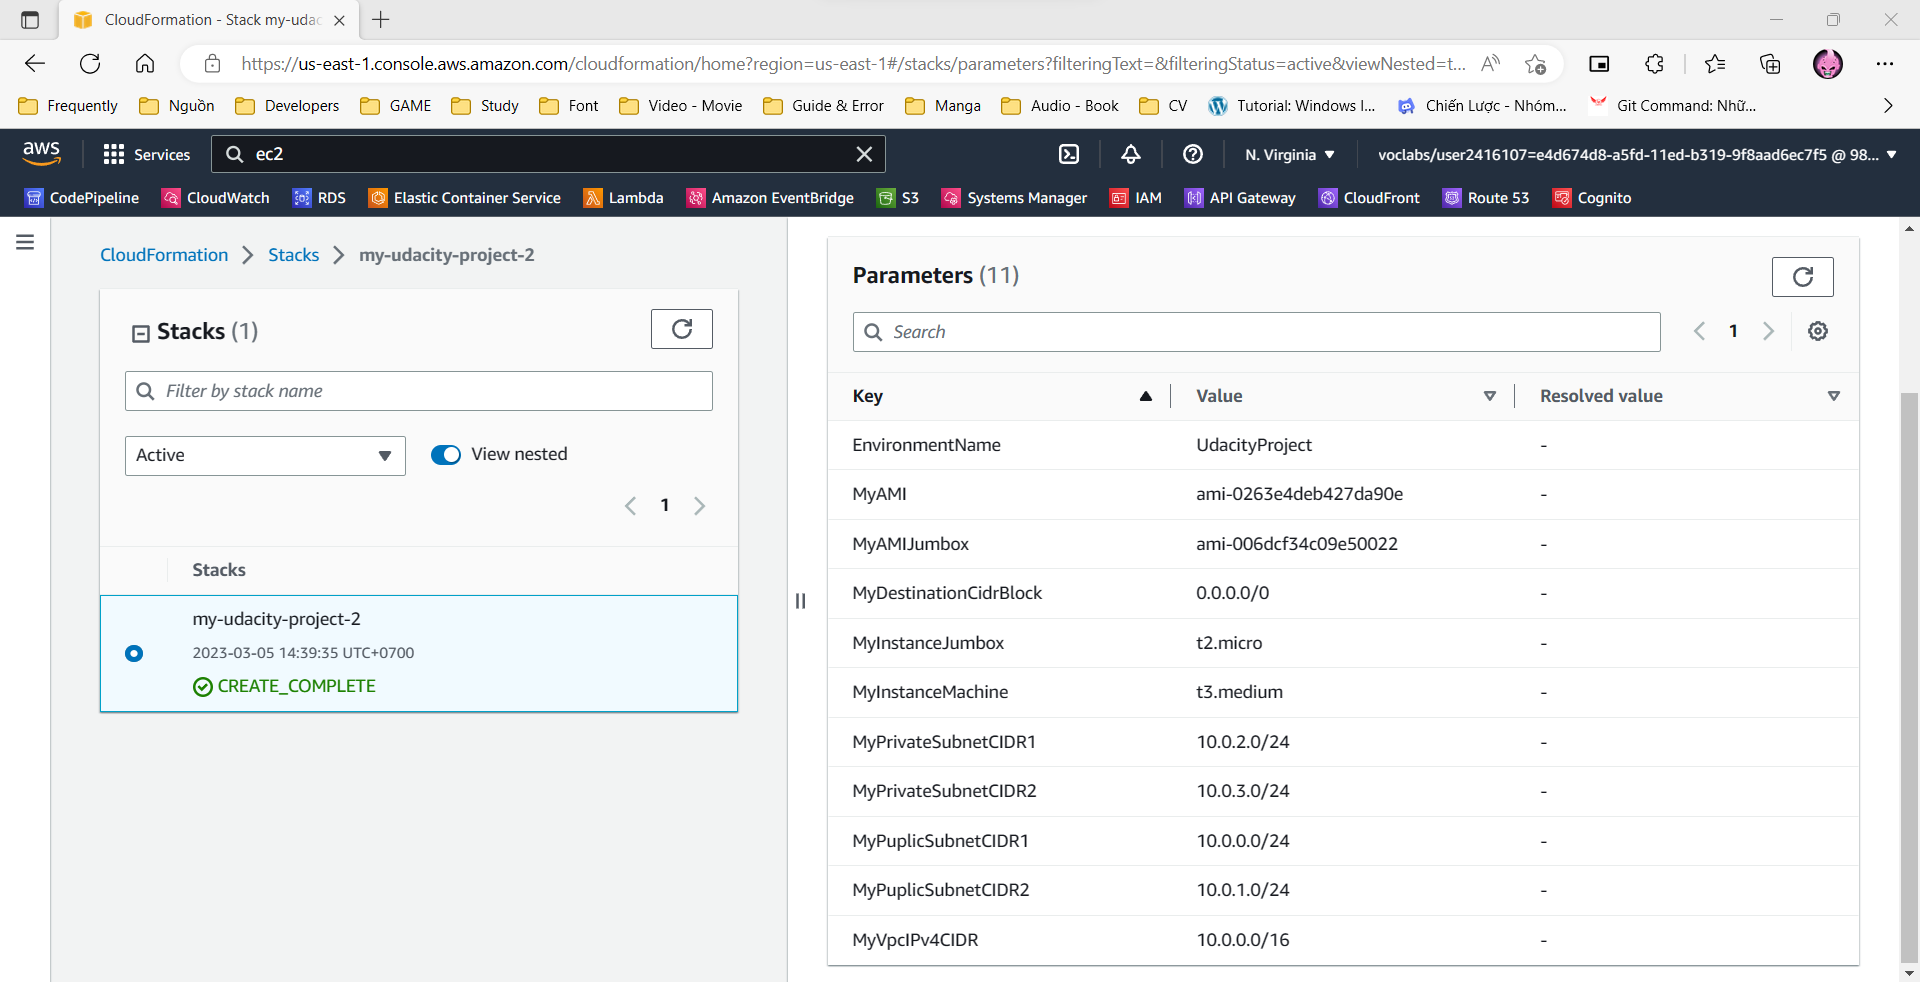 CloudFormation - Stack my-udac
https://us-east-1.console.aws.amazon.com/cloudformation/home?region=us-east-1#/stacks/parameters?filteringText=&filteringStatus=active&viewNested=t...
Frequently Nguồn Developers GAME Study Font Video - Movie Guide & Error Manga Audio - Book CV Tutorial: Windows I... Chiến Lược - Nhóm... Git Command: Nhữ...
aws Services ec2 N. Virginia voclabs/user2416107=e4d674d8-a5fd-11ed-b319-9f8aad6ec7f5 @ 98...
CodePipeline CloudWatch RDS Elastic Container Service Lambda Amazon EventBridge S3 Systems Manager IAM API Gateway CloudFront Route 53 Cognito
CloudFormation Stacks my-udacity-project-2
Stacks (1)
Filter by stack name
Active View nested
1
Stacks
my-udacity-project-2
2023-03-05 14:39:35 UTC+0700
CREATE_COMPLETE
Parameters (11)
Search 1
Key Value Resolved value
EnvironmentName UdacityProject -
MyAMI ami-0263e4deb427da90e -
MyAMIJumbox ami-006dcf34c09e50022 -
MyDestinationCidrBlock 0.0.0.0/0 -
MyInstanceJumbox t2.micro -
MyInstanceMachine t3.medium -
MyPrivateSubnetCIDR1 10.0.2.0/24 -
MyPrivateSubnetCIDR2 10.0.3.0/24 -
MyPuplicSubnetCIDR1 10.0.0.0/24 -
MyPuplicSubnetCIDR2 10.0.1.0/24 -
MyVpcIPv4CIDR 10.0.0.0/16 -